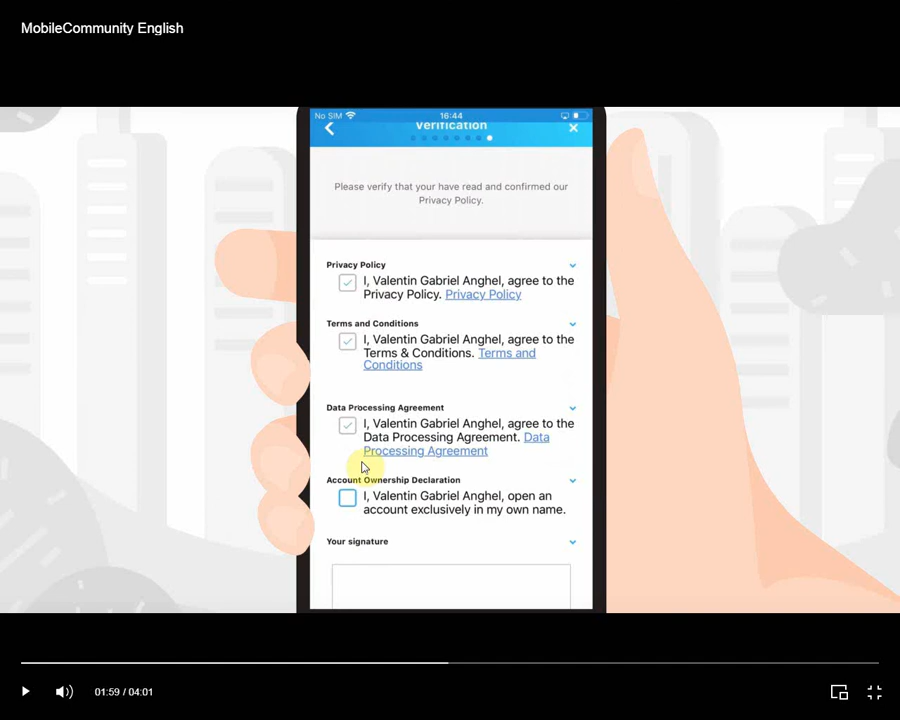 MobileCommunity English
No SIM 16:44
Verification
Please verify that your have read and confirmed our
Privacy Policy.
Privacy Policy
I, Valentin Gabriel Anghel, agree to the
Privacy Policy. Privacy Policy
Terms and Conditions
I, Valentin Gabriel Anghel, agree to the
Terms & Conditions. Terms and
Conditions
Data Processing Agreement
I, Valentin Gabriel Anghel, agree to the
Data Processing Agreement. Data
Processing Agreement
Account Ownership Declaration
I, Valentin Gabriel Anghel, open an
account exclusively in my own name.
Your signature
01:59 / 04:01